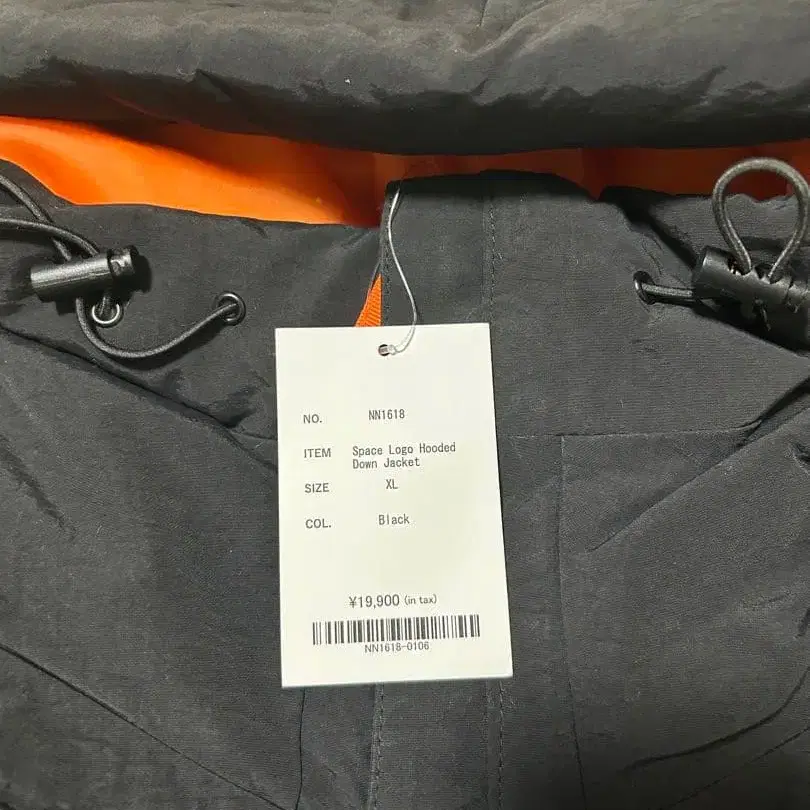 NO. NN1618
ITEM Space Logo Hooded
Down Jacket
SIZE XL
COL. Black
¥19,900 (in tax)
NN1618-0106